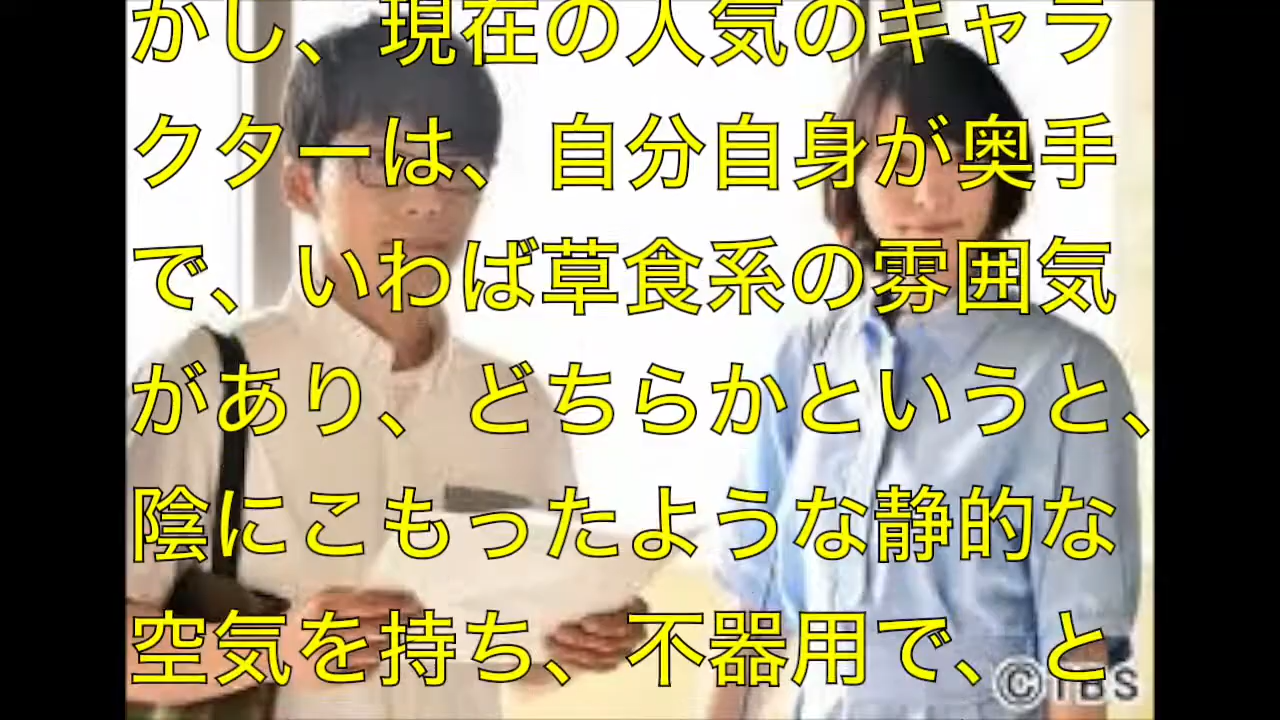 かし、現在の人気のキャラ
クターは、自分自身が奥手
で、いわば草食系の雰囲気
があり、どちらかというと、
陰にこもったような静的な
空気を持ち、不器用で、と
©TBS